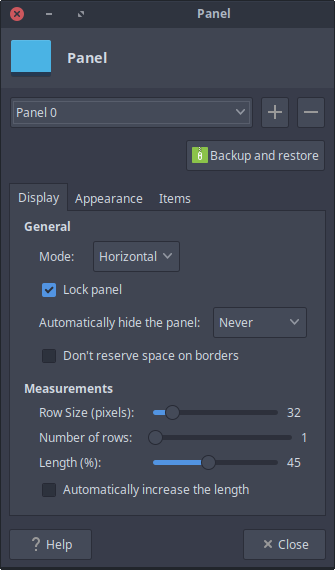 Panel
Panel
Panel 0
Backup and restore
Display Appearance Items
General
Mode: Horizontal
Lock panel
Automatically hide the panel: Never
Don't reserve space on borders
Measurements
Row Size (pixels): 32
Number of rows: 1
Length (%): 45
Automatically increase the length
? Help Close